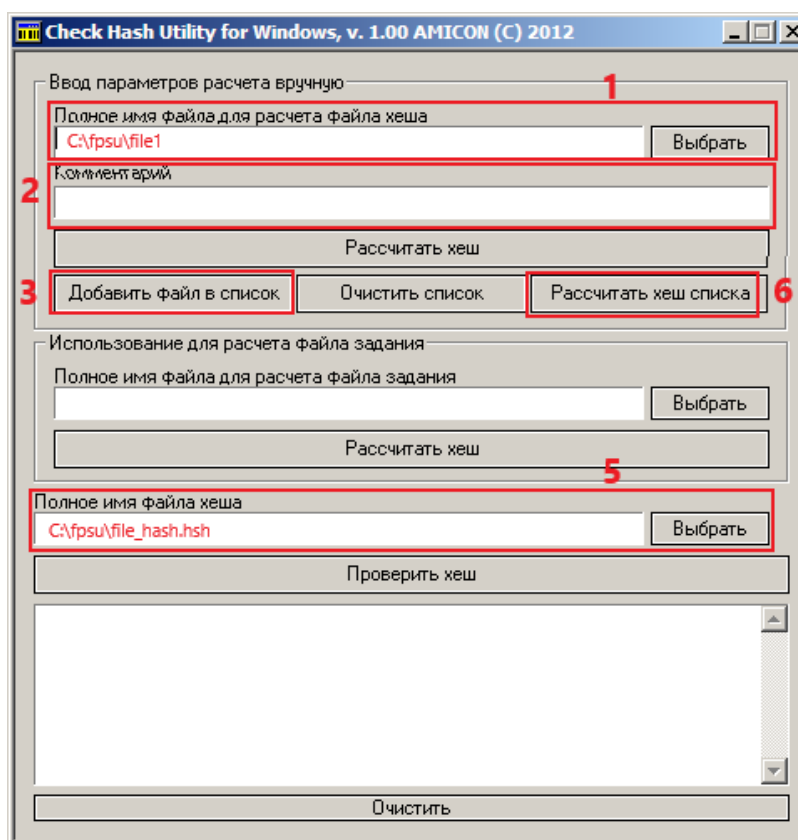 Check Hash Utility for Windows, v. 1.00 AMICON (C) 2012
Ввод параметров расчета вручную
1
Полное имя файла для расчета файла хеша
C:\fpsu\file1
Выбрать
2
Комментарий
Рассчитать хеш
3
Добавить файл в список
Очистить список
Рассчитать хеш списка
6
Использование для расчета файла задания
Полное имя файла для расчета файла задания
Выбрать
Рассчитать хеш
5
Полное имя файла хеша
C:\fpsu\file_hash.hsh
Выбрать
Проверить хеш
Очистить